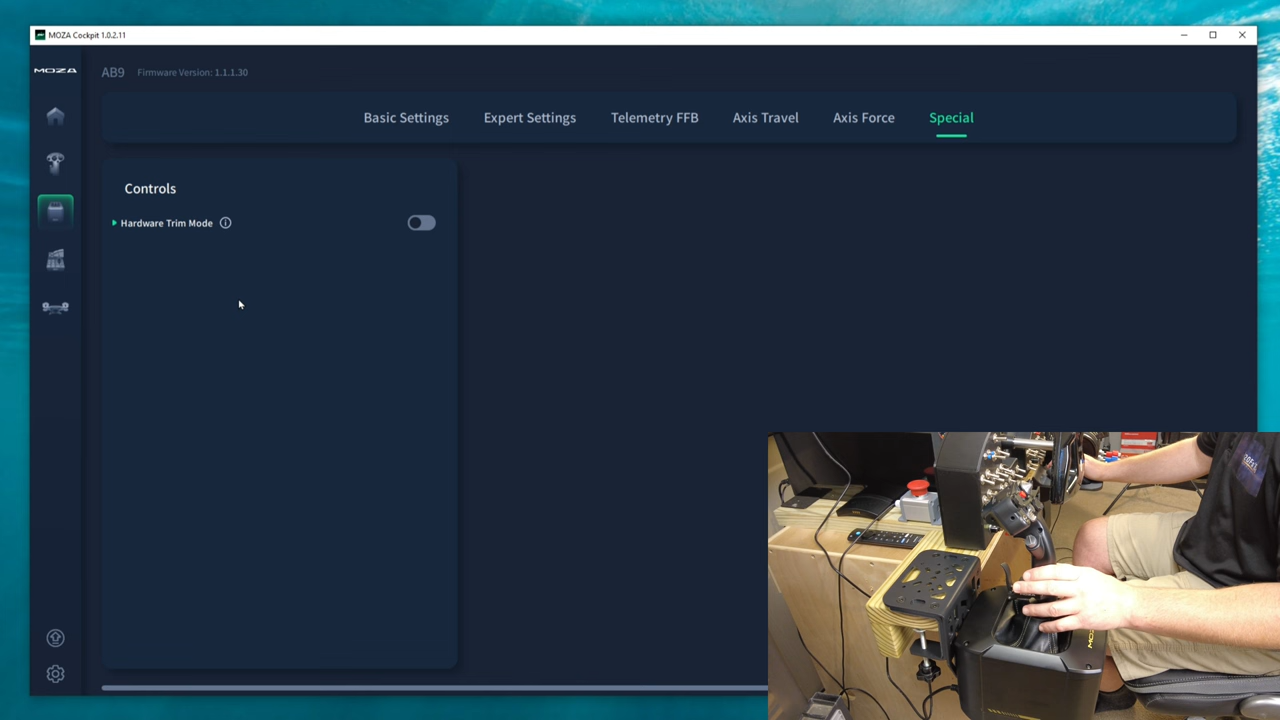 MOZA Cockpit 1.0.2.11
MOZA
AB9
Firmware Version: 1.1.1.30
Basic Settings
Expert Settings
Telemetry FFB
Axis Travel
Axis Force
Special
Controls
Hardware Trim Mode